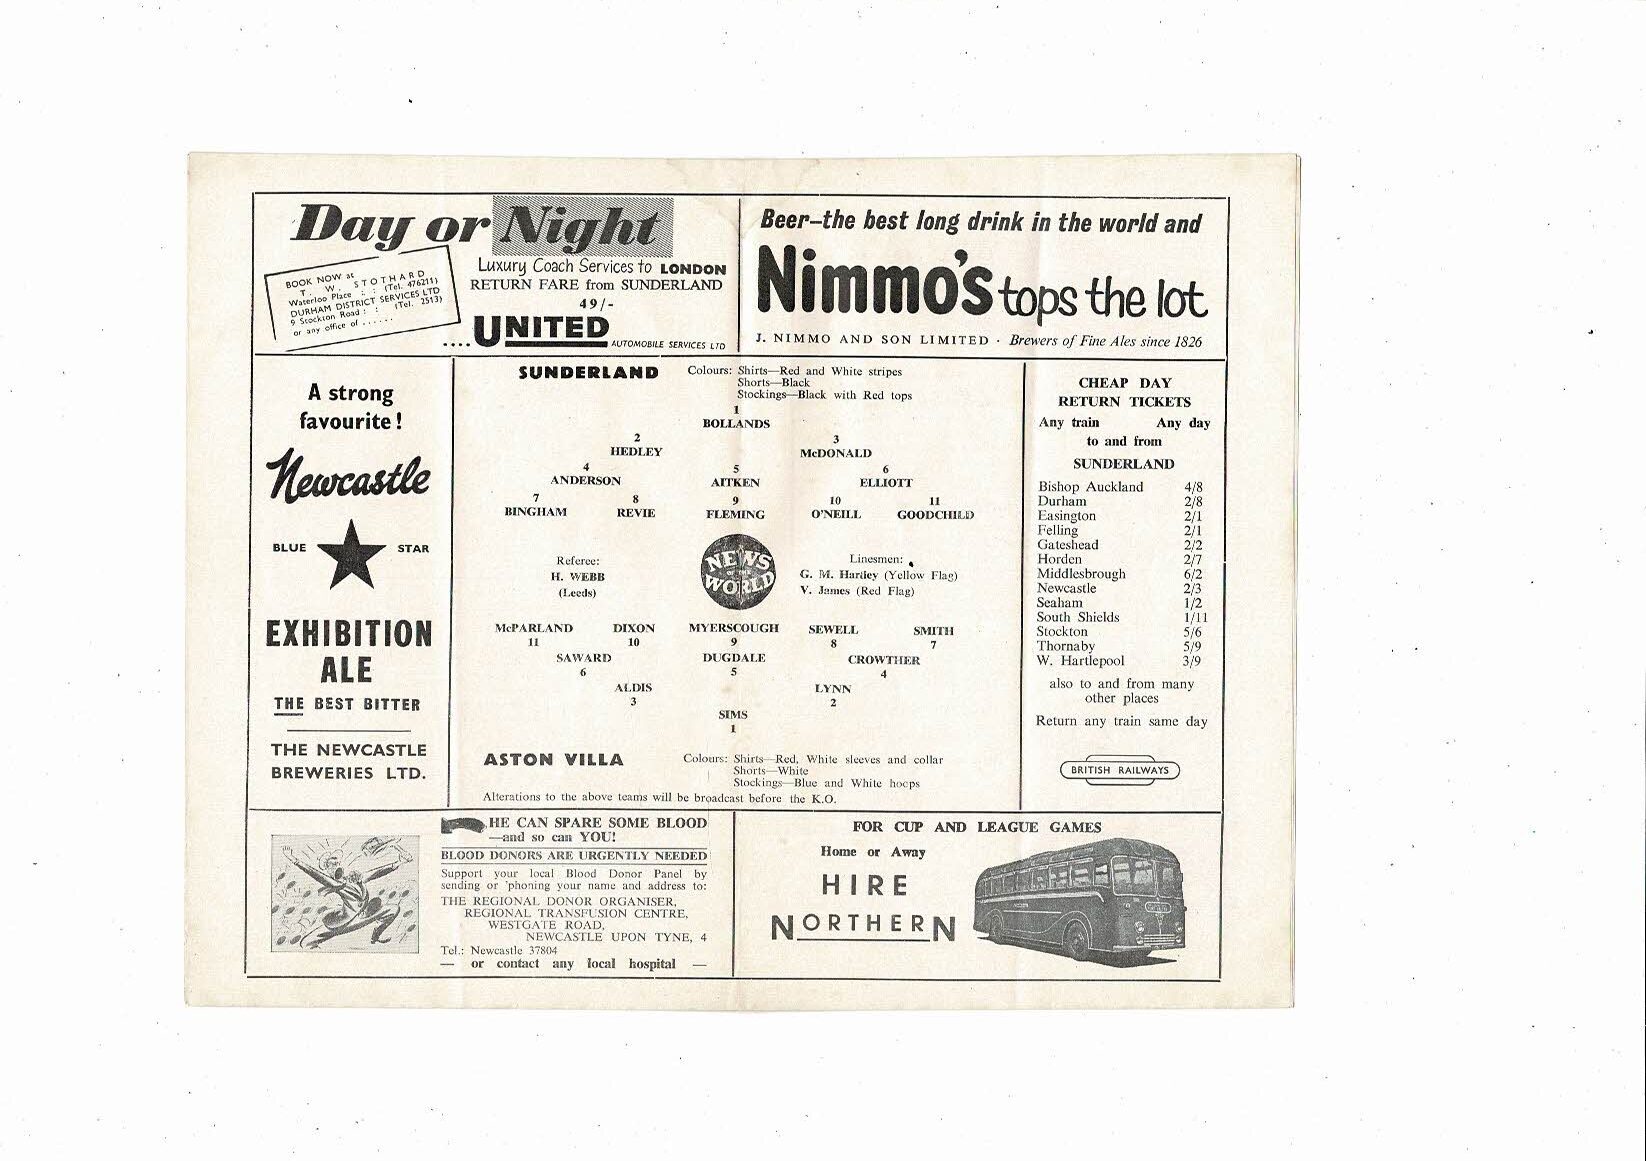 Day or Night
BOOK NOW at
T. W. STOTHARD
Waterloo Place : : (Tel. 476211)
DURHAM DISTRICT SERVICES LTD
9 Stockton Road : : (Tel. 2513)
or any office of ......
Luxury Coach Services to LONDON
RETURN FARE from SUNDERLAND
49/-
....UNITED
AUTOMOBILE SERVICES LTD
Beer–the best long drink in the world and
Nimmo's tops the lot
J. NIMMO AND SON LIMITED · Brewers of Fine Ales since 1826
A strong
favourite!
Newcastle
BLUE STAR
EXHIBITION
ALE
THE BEST BITTER
THE NEWCASTLE
BREWERIES LTD.
SUNDERLAND Colours: Shirts—Red and White stripes
Shorts—Black
Stockings—Black with Red tops
1
BOLLANDS
2 3
HEDLEY McDONALD
4 5 6
ANDERSON AITKEN ELLIOTT
7 8 9 10 11
BINGHAM REVIE FLEMING O'NEILL GOODCHILD
Referee:
H. WEBB
(Leeds)
NEWS
OF THE
WORLD
Linesmen:
G. M. Hartley (Yellow Flag)
V. James (Red Flag)
McPARLAND DIXON MYERSCOUGH SEWELL SMITH
11 10 9 8 7
SAWARD DUGDALE CROWTHER
6 5 4
ALDIS LYNN
3 2
SIMS
1
ASTON VILLA Colours: Shirts—Red, White sleeves and collar
Shorts—White
Stockings—Blue and White hoops
Alterations to the above teams will be broadcast before the K.O.
CHEAP DAY
RETURN TICKETS
Any train Any day
to and from
SUNDERLAND
Bishop Auckland 4/8
Durham 2/8
Easington 2/1
Felling 2/1
Gateshead 2/2
Horden 2/7
Middlesbrough 6/2
Newcastle 2/3
Seaham 1/2
South Shields 1/11
Stockton 5/6
Thornaby 5/9
W. Hartlepool 3/9
also to and from many
other places
Return any train same day
BRITISH RAILWAYS
HE CAN SPARE SOME BLOOD
—and so can YOU!
BLOOD DONORS ARE URGENTLY NEEDED
Support your local Blood Donor Panel by
sending or 'phoning your name and address to:
THE REGIONAL DONOR ORGANISER,
REGIONAL TRANSFUSION CENTRE,
WESTGATE ROAD,
NEWCASTLE UPON TYNE, 4
Tel.: Newcastle 37804
— or contact any local hospital —
FOR CUP AND LEAGUE GAMES
Home or Away
HIRE
NORTHERN